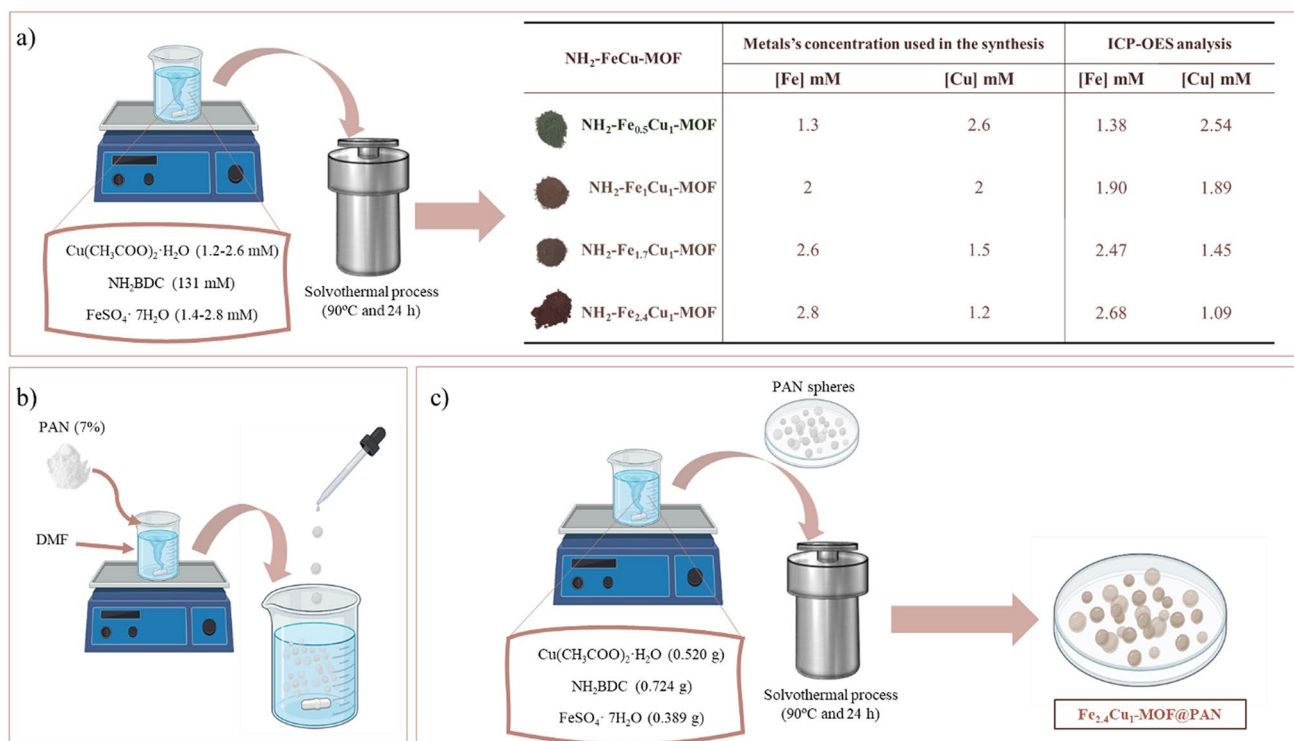 a)
Cu(CH₃COO)₂·H₂O (1.2-2.6 mM)
NH₂BDC (131 mM)
FeSO₄· 7H₂O (1.4-2.8 mM)
Solvothermal process
(90ºC and 24 h)
NH₂-FeCu-MOF Metals's concentration used in the synthesis ICP-OES analysis
[Fe] mM [Cu] mM [Fe] mM [Cu] mM
NH₂-Fe₀.₅Cu₁-MOF 1.3 2.6 1.38 2.54
NH₂-Fe₁Cu₁-MOF 2 2 1.90 1.89
NH₂-Fe₁.₇Cu₁-MOF 2.6 1.5 2.47 1.45
NH₂-Fe₂.₄Cu₁-MOF 2.8 1.2 2.68 1.09
b)
PAN (7%)
DMF
c)
PAN spheres
Cu(CH₃COO)₂·H₂O (0.520 g)
NH₂BDC (0.724 g)
FeSO₄· 7H₂O (0.389 g)
Solvothermal process
(90ºC and 24 h)
Fe₂.₄Cu₁-MOF@PAN